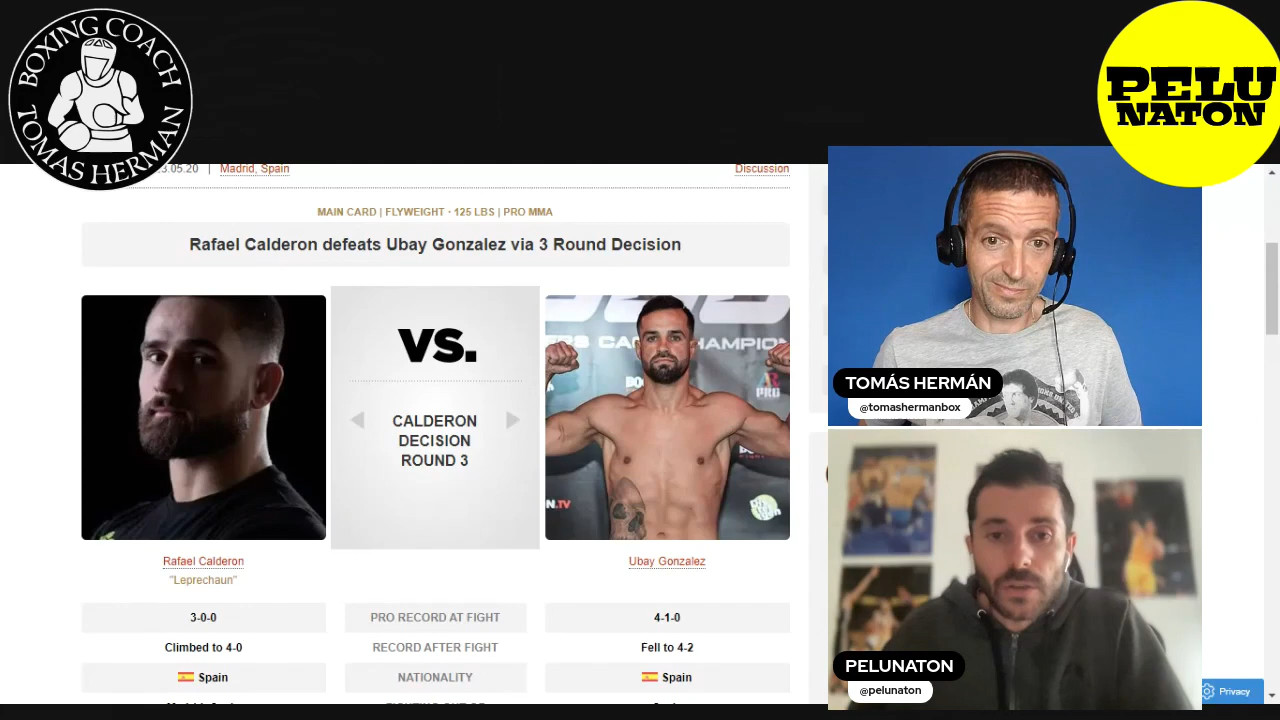 BOXING COACH
TOMAS HERMAN
PELU
NATON
3.05.20 | Madrid, Spain
Discussion
MAIN CARD | FLYWEIGHT · 125 LBS | PRO MMA
Rafael Calderon defeats Ubay Gonzalez via 3 Round Decision
VS.
CALDERON
DECISION
ROUND 3
Rafael Calderon
"Leprechaun"
Ubay Gonzalez
3-0-0
PRO RECORD AT FIGHT
4-1-0
Climbed to 4-0
RECORD AFTER FIGHT
Fell to 4-2
Spain
NATIONALITY
Spain
TOMÁS HERMÁN
@tomashermanbox
PELUNATON
@pelunaton
Privacy